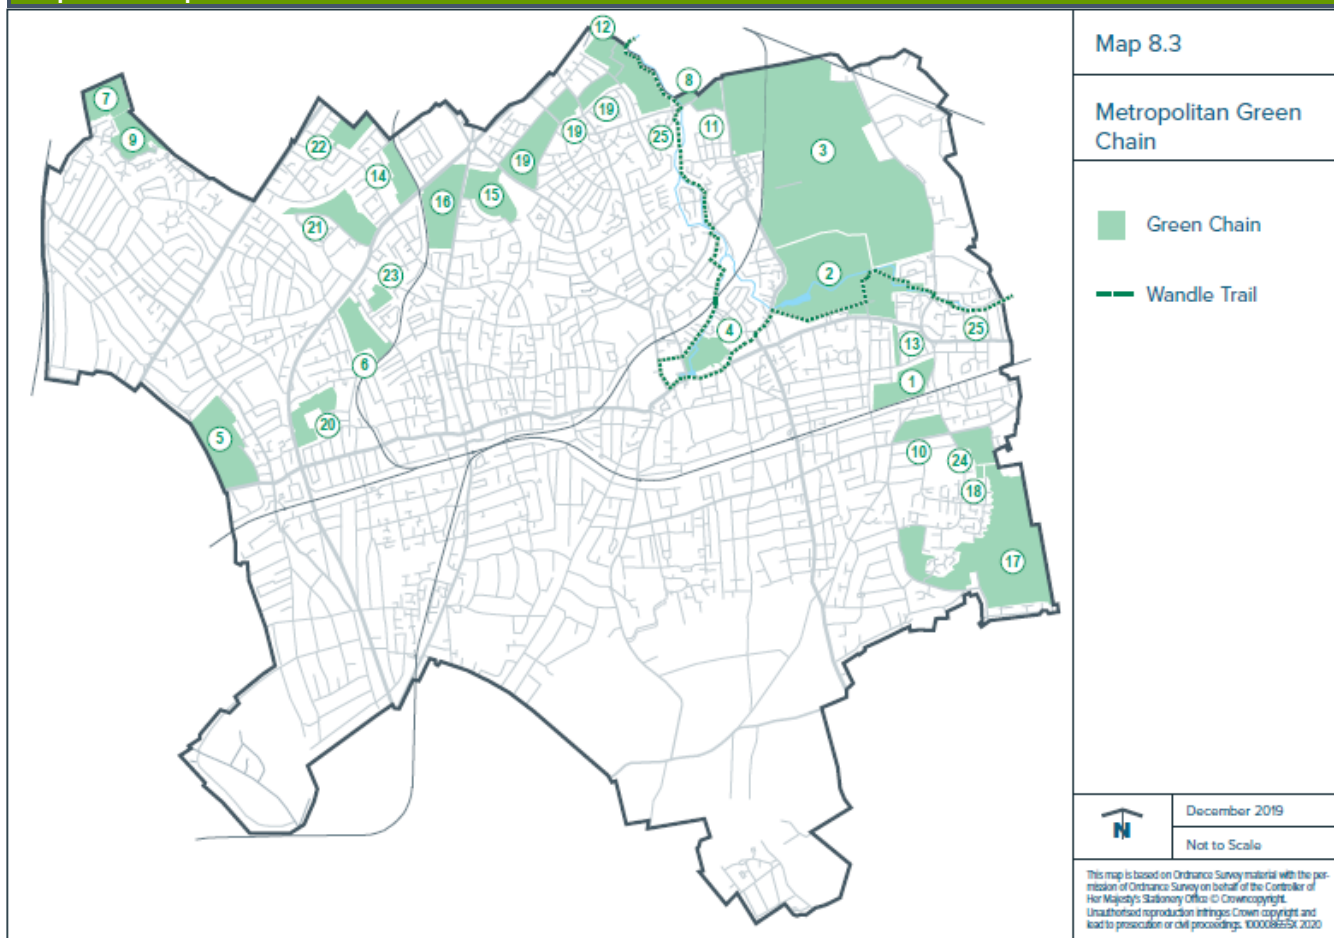 12
7
8
19
11
9
19
25
22
3
19
14
15
16
21
2
23
25
4
13
6
1
20
5
10
24
18
17
Map 8.3
Metropolitan Green
Chain
Green Chain
Wandle Trail
N
December 2019
Not to Scale
This map is based on Ordnance Survey material with the per-
mission of Ordnance Survey on behalf of the Controller of
Her Majesty's Stationery Office © Crowncopyright.
Unauthorised reproduction infringes Crown copyright and
lead to prosecution or civil proceedings. 2020